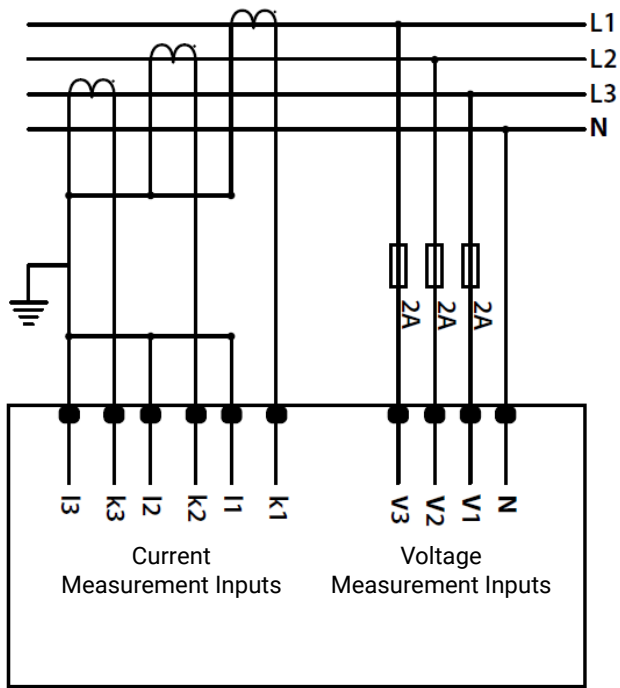 L1
L2
L3
N
2A
2A
2A
l3
k3
l2
k2
l1
k1
V3
V2
V1
N
Current
Measurement Inputs
Voltage
Measurement Inputs